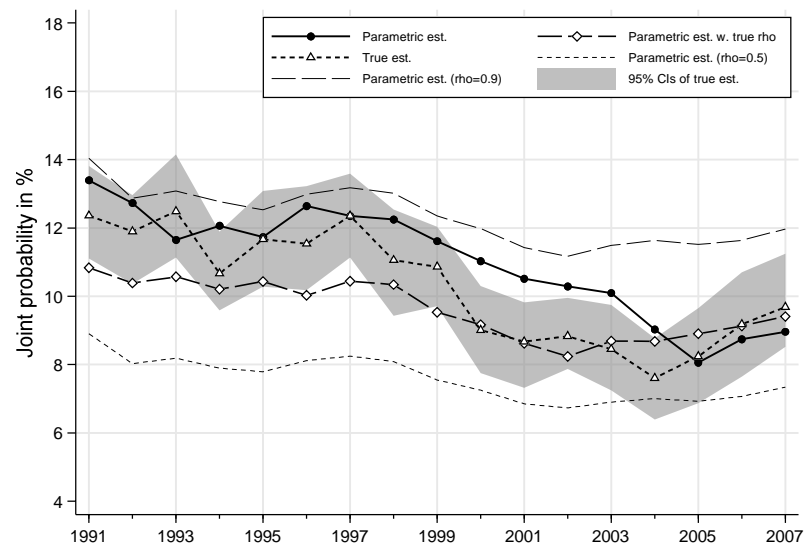 Parametric est.
Parametric est. w. true rho
True est.
Parametric est. (rho=0.5)
Parametric est. (rho=0.9)
95% CIs of true est.
Joint probability in %
18
16
14
12
10
8
6
4
1991 1993 1995 1997 1999 2001 2003 2005 2007